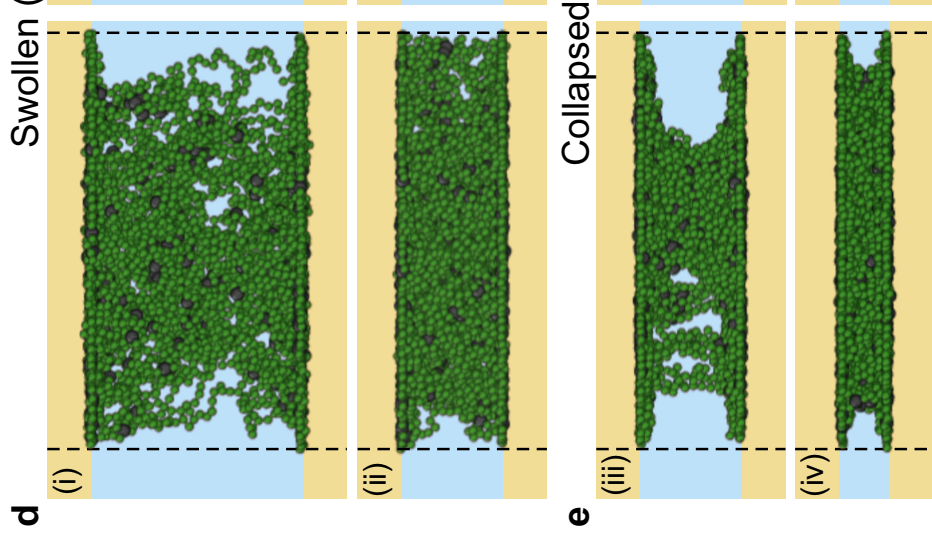 d
Swollen (
(i)
(ii)
e
Collapsed
(iii)
(iv)